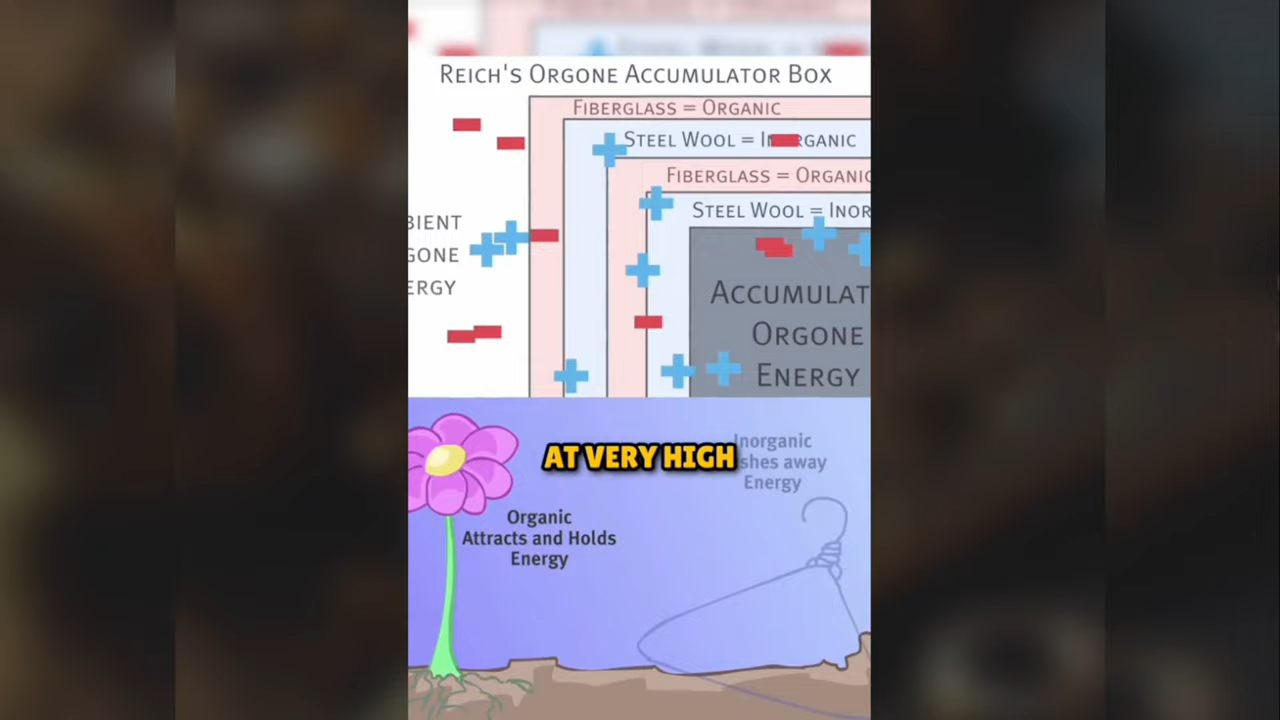 REICH'S ORGONE ACCUMULATOR BOX
FIBERGLASS = ORGANIC
STEEL WOOL = INORGANIC
FIBERGLASS = ORGANIC
STEEL WOOL = INOR
BIENT
GONE
ERGY
ACCUMULAT
ORGONE
ENERGY
AT VERY HIGH
Inorganic
shes away
Energy
Organic
Attracts and Holds
Energy